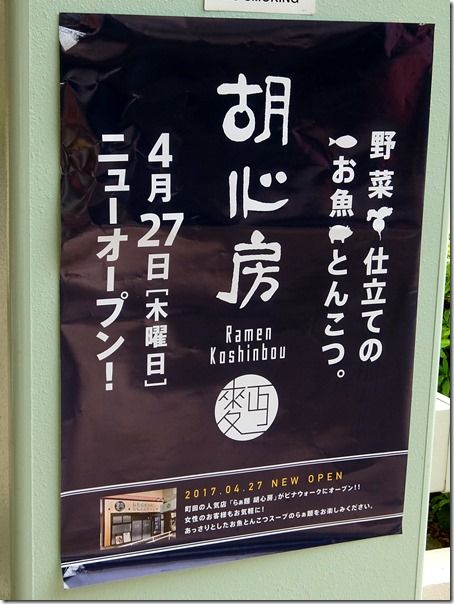 SMOKING
野菜仕立ての
お魚とんこつ。
胡心房
Ramen
Koshinbou
4月27日[木曜日]
ニューオープン!
2017.04.27 NEW OPEN
町田の人気店「らぁ麺 胡心房」がビナウォークにオープン!!
女性のお客様もお気軽に!
あっさりとしたお魚とんこつスープのらぁ麺をお楽しみください。